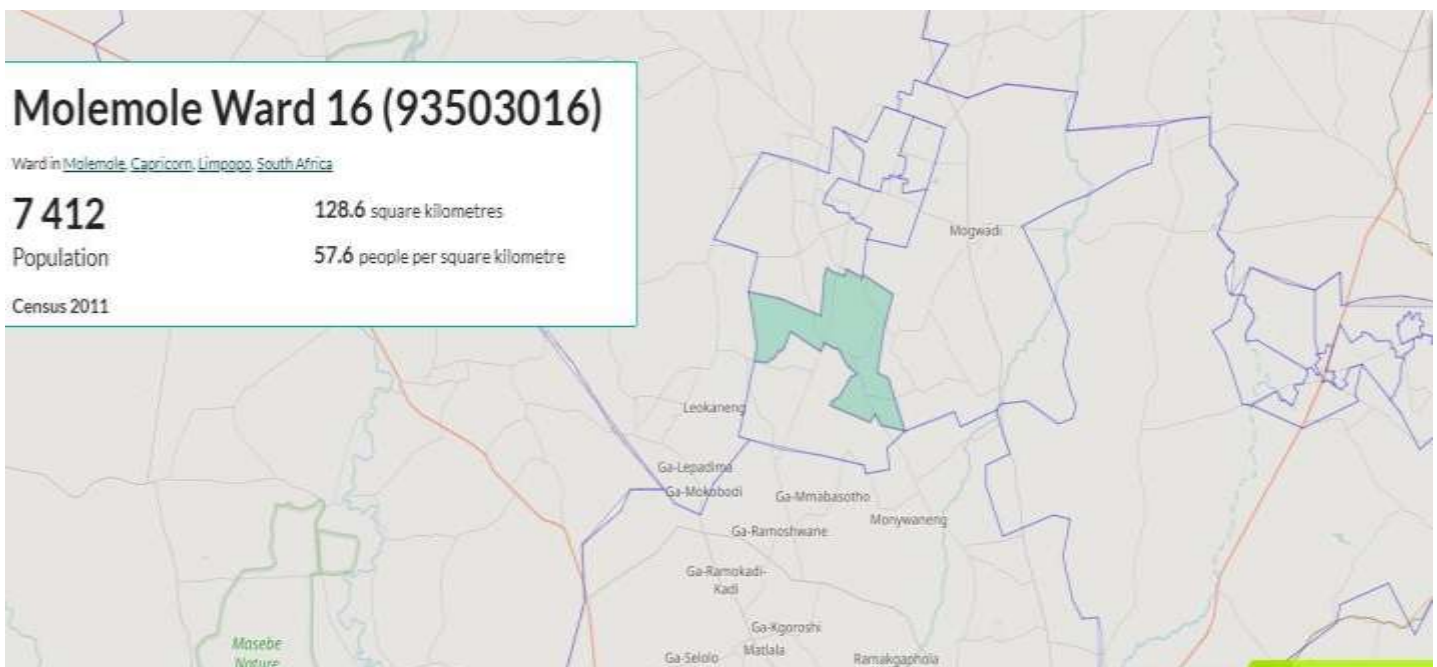 Molemole Ward 16 (93503016)
Ward in Molemole, Capricorn, Limpopo, South Africa
7 412
Population
128.6 square kilometres
57.6 people per square kilometre
Census 2011
Mogwadi
Leokaneng
Ga-Lepadima
Ga-Mokobodi
Ga-Mmabasotho
Monywaneng
Ga-Ramoshwane
Ga-Ramokadi-
Kadi
Ga-Kgoroshi
Masebe
Nature
Ga-Selolo
Matlala
Ramakgaphola